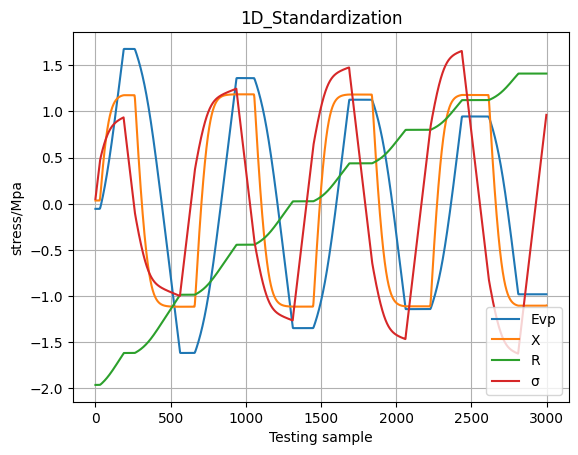 1D_Standardization
stress/Mpa
1.5
1.0
0.5
0.0
−0.5
−1.0
−1.5
−2.0
Evp
X
R
σ
0
500
1000
1500
2000
2500
3000
Testing sample